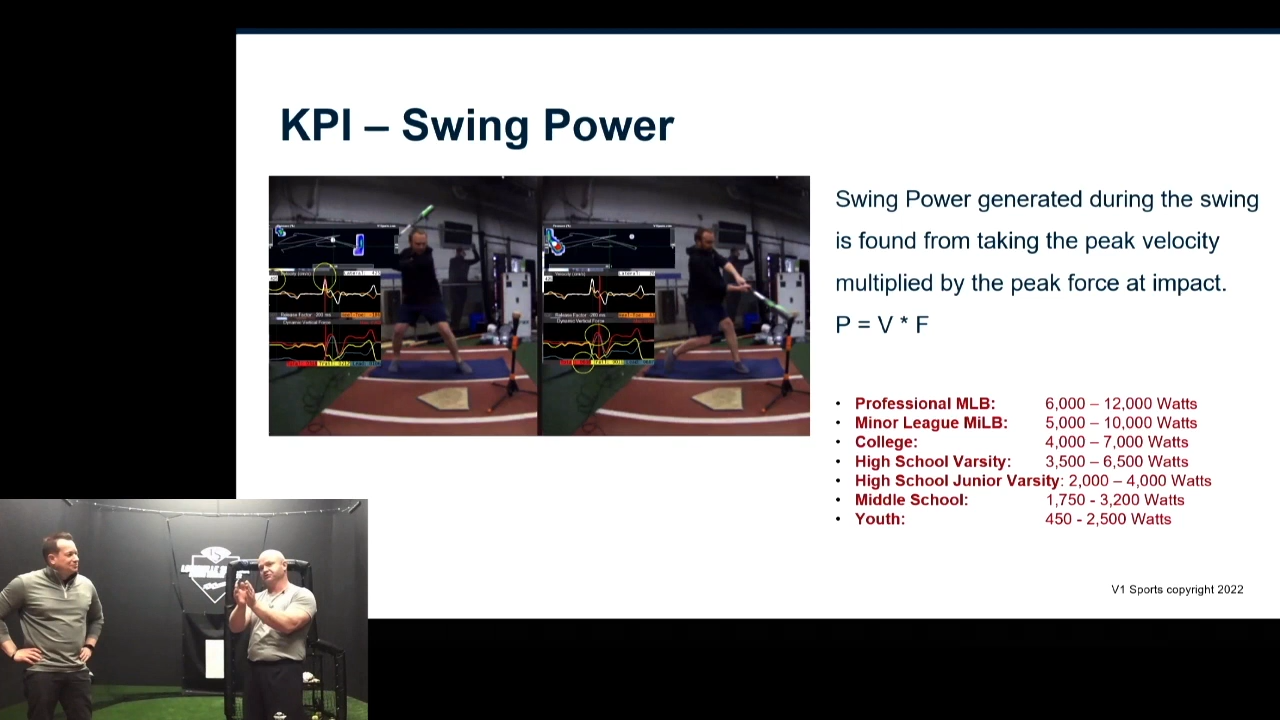 KPI – Swing Power
Swing Power generated during the swing
is found from taking the peak velocity
multiplied by the peak force at impact.
P = V * F
• Professional MLB: 6,000 – 12,000 Watts
• Minor League MiLB: 5,000 – 10,000 Watts
• College: 4,000 – 7,000 Watts
• High School Varsity: 3,500 – 6,500 Watts
• High School Junior Varsity: 2,000 – 4,000 Watts
• Middle School: 1,750 - 3,200 Watts
• Youth: 450 - 2,500 Watts
V1 Sports copyright 2022